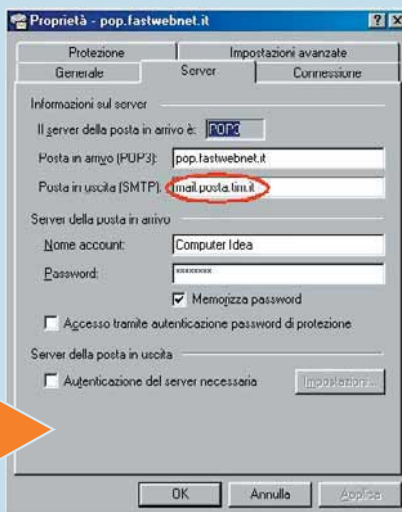 Proprietà - pop.fastwebnet.it
Protezione Impostazioni avanzate
Generale Server Connessione
Informazioni sul server
Il server della posta in arrivo è: POP3
Posta in arrivo (POP3): pop.fastwebnet.it
Posta in uscita (SMTP): mail.posta.tim.it
Server della posta in arrivo
Nome account: Computer Idea
Password: ********
Memorizza password
Accesso tramite autenticazione password di protezione
Server della posta in uscita
Autenticazione del server necessaria Impostazioni...
OK Annulla Applica